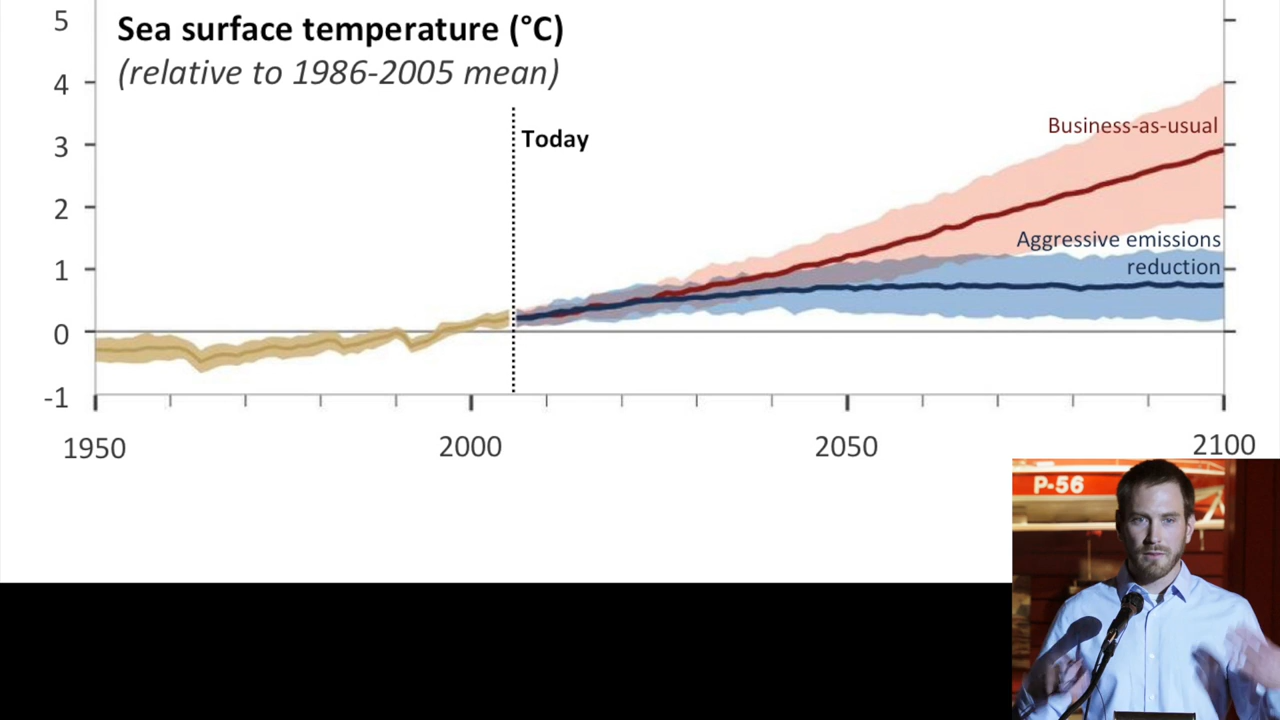 5
Sea surface temperature (°C)
(relative to 1986-2005 mean)
4
Today
Business-as-usual
3
2
Aggressive emissions
reduction
1
0
-1
1950
2000
2050
2100
P-56